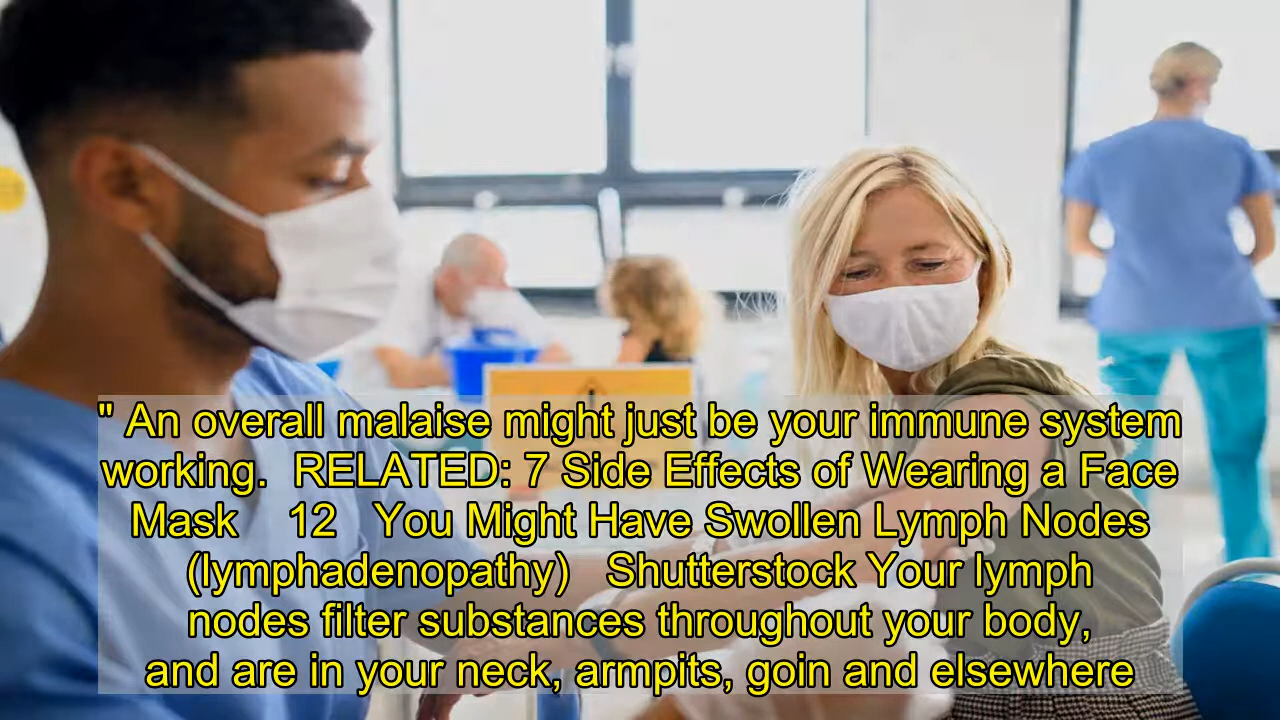 " An overall malaise might just be your immune system
working. RELATED: 7 Side Effects of Wearing a Face
Mask 12 You Might Have Swollen Lymph Nodes
(lymphadenopathy) Shutterstock Your lymph
nodes filter substances throughout your body,
and are in your neck, armpits, goin and elsewhere